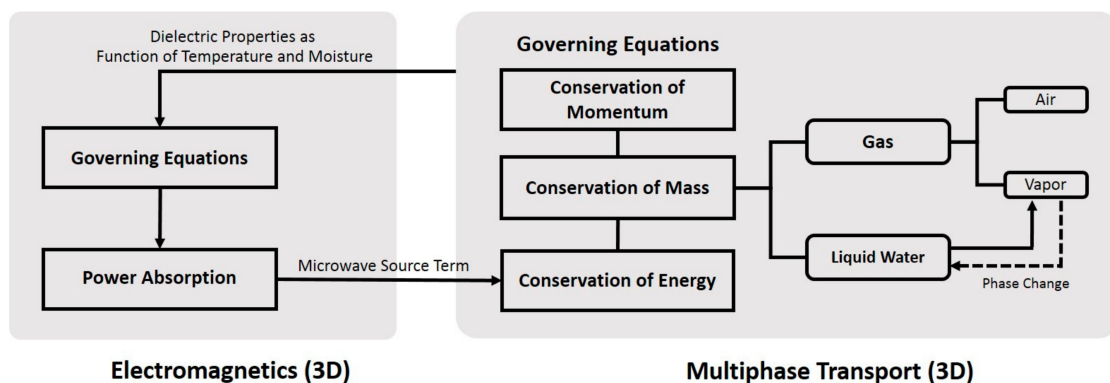 Dielectric Properties as
Function of Temperature and Moisture
Governing Equations
Power Absorption
Microwave Source Term
Electromagnetics (3D)
Governing Equations
Conservation of
Momentum
Conservation of Mass
Conservation of Energy
Gas
Liquid Water
Air
Vapor
Phase Change
Multiphase Transport (3D)